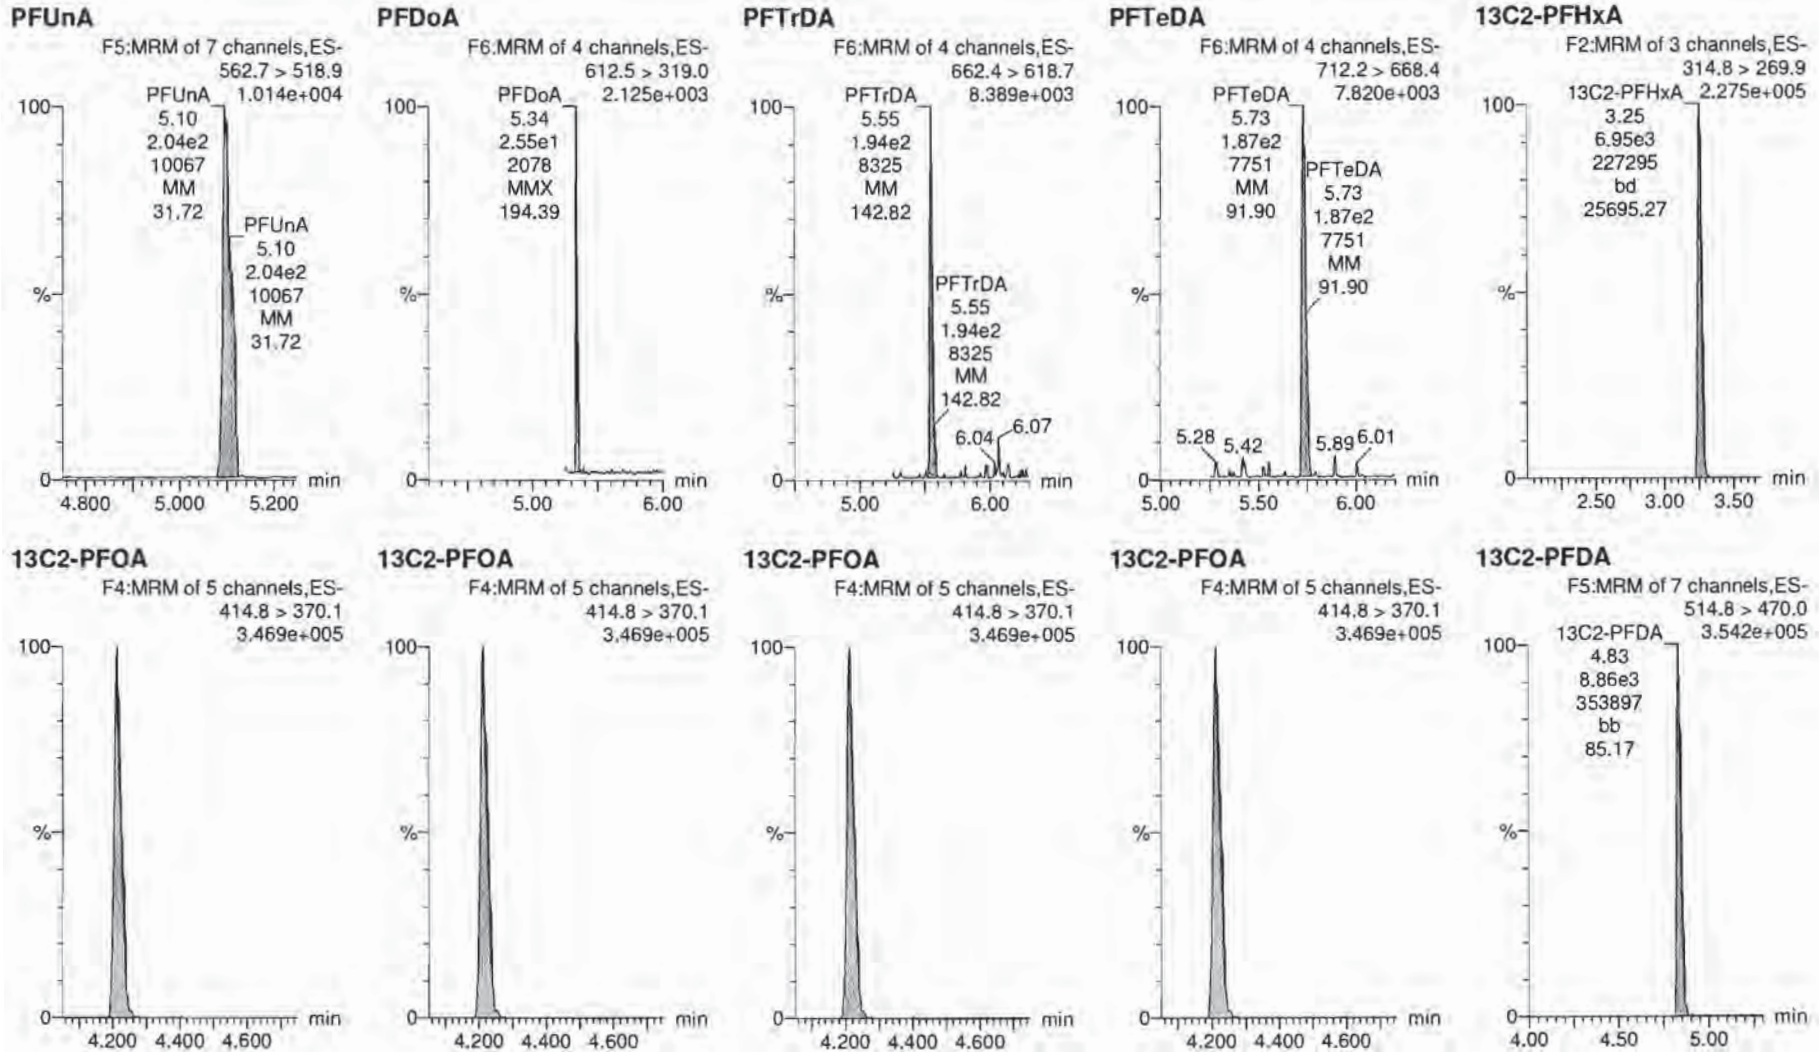 PFUnA
F5:MRM of 7 channels,ES-
562.7 > 518.9
1.014e+004
PFUnA
5.10
2.04e2
10067
MM
31.72
PFUnA
5.10
2.04e2
10067
MM
31.72
100
%
0
4.800 5.000 5.200 min
PFDoA
F6:MRM of 4 channels,ES-
612.5 > 319.0
2.125e+003
PFDoA
5.34
2.55e1
2078
MMX
194.39
100
%
0
5.00 6.00 min
PFTrDA
F6:MRM of 4 channels,ES-
662.4 > 618.7
8.389e+003
PFTrDA
5.55
1.94e2
8325
MM
142.82
PFTrDA
5.55
1.94e2
8325
MM
142.82
6.04
6.07
100
%
0
5.00 6.00 min
PFTeDA
F6:MRM of 4 channels,ES-
712.2 > 668.4
7.820e+003
PFTeDA
5.73
1.87e2
7751
MM
91.90
PFTeDA
5.73
1.87e2
7751
MM
91.90
5.28 5.42 5.89 6.01
100
%
0
5.00 5.50 6.00 min
13C2-PFHxA
F2:MRM of 3 channels,ES-
314.8 > 269.9
2.275e+005
13C2-PFHxA
3.25
6.95e3
227295
bd
25695.27
100
%
0
2.50 3.00 3.50 min
13C2-PFOA
F4:MRM of 5 channels,ES-
414.8 > 370.1
3.469e+005
100
%
0
4.200 4.400 4.600 min
13C2-PFOA
F4:MRM of 5 channels,ES-
414.8 > 370.1
3.469e+005
100
%
0
4.200 4.400 4.600 min
13C2-PFOA
F4:MRM of 5 channels,ES-
414.8 > 370.1
3.469e+005
100
%
0
4.200 4.400 4.600 min
13C2-PFOA
F4:MRM of 5 channels,ES-
414.8 > 370.1
3.469e+005
100
%
0
4.200 4.400 4.600 min
13C2-PFDA
F5:MRM of 7 channels,ES-
514.8 > 470.0
3.542e+005
13C2-PFDA
4.83
8.86e3
353897
bb
85.17
100
%
0
4.00 4.50 5.00 min